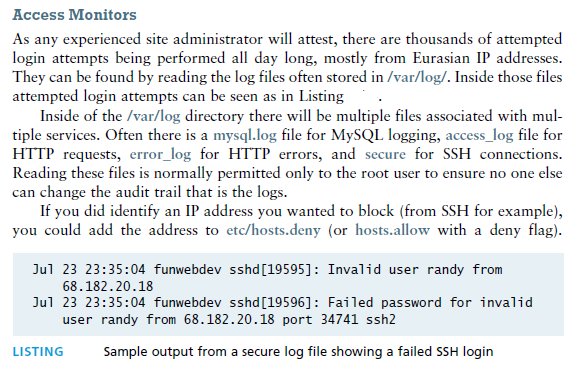 Access Monitors
As any experienced site administrator will attest, there are thousands of attempted
login attempts being performed all day long, mostly from Eurasian IP addresses.
They can be found by reading the log files often stored in /var/log/. Inside those files
attempted login attempts can be seen as in Listing .
Inside of the /var/log directory there will be multiple files associated with mul-
tiple services. Often there is a mysql.log file for MySQL logging, access_log file for
HTTP requests, error_log for HTTP errors, and secure for SSH connections.
Reading these files is normally permitted only to the root user to ensure no one else
can change the audit trail that is the logs.
If you did identify an IP address you wanted to block (from SSH for example),
you could add the address to etc/hosts.deny (or hosts.allow with a deny flag).
Jul 23 23:35:04 funwebdev sshd[19595]: Invalid user randy from
68.182.20.18
Jul 23 23:35:04 funwebdev sshd[19596]: Failed password for invalid
user randy from 68.182.20.18 port 34741 ssh2
LISTING Sample output from a secure log file showing a failed SSH login